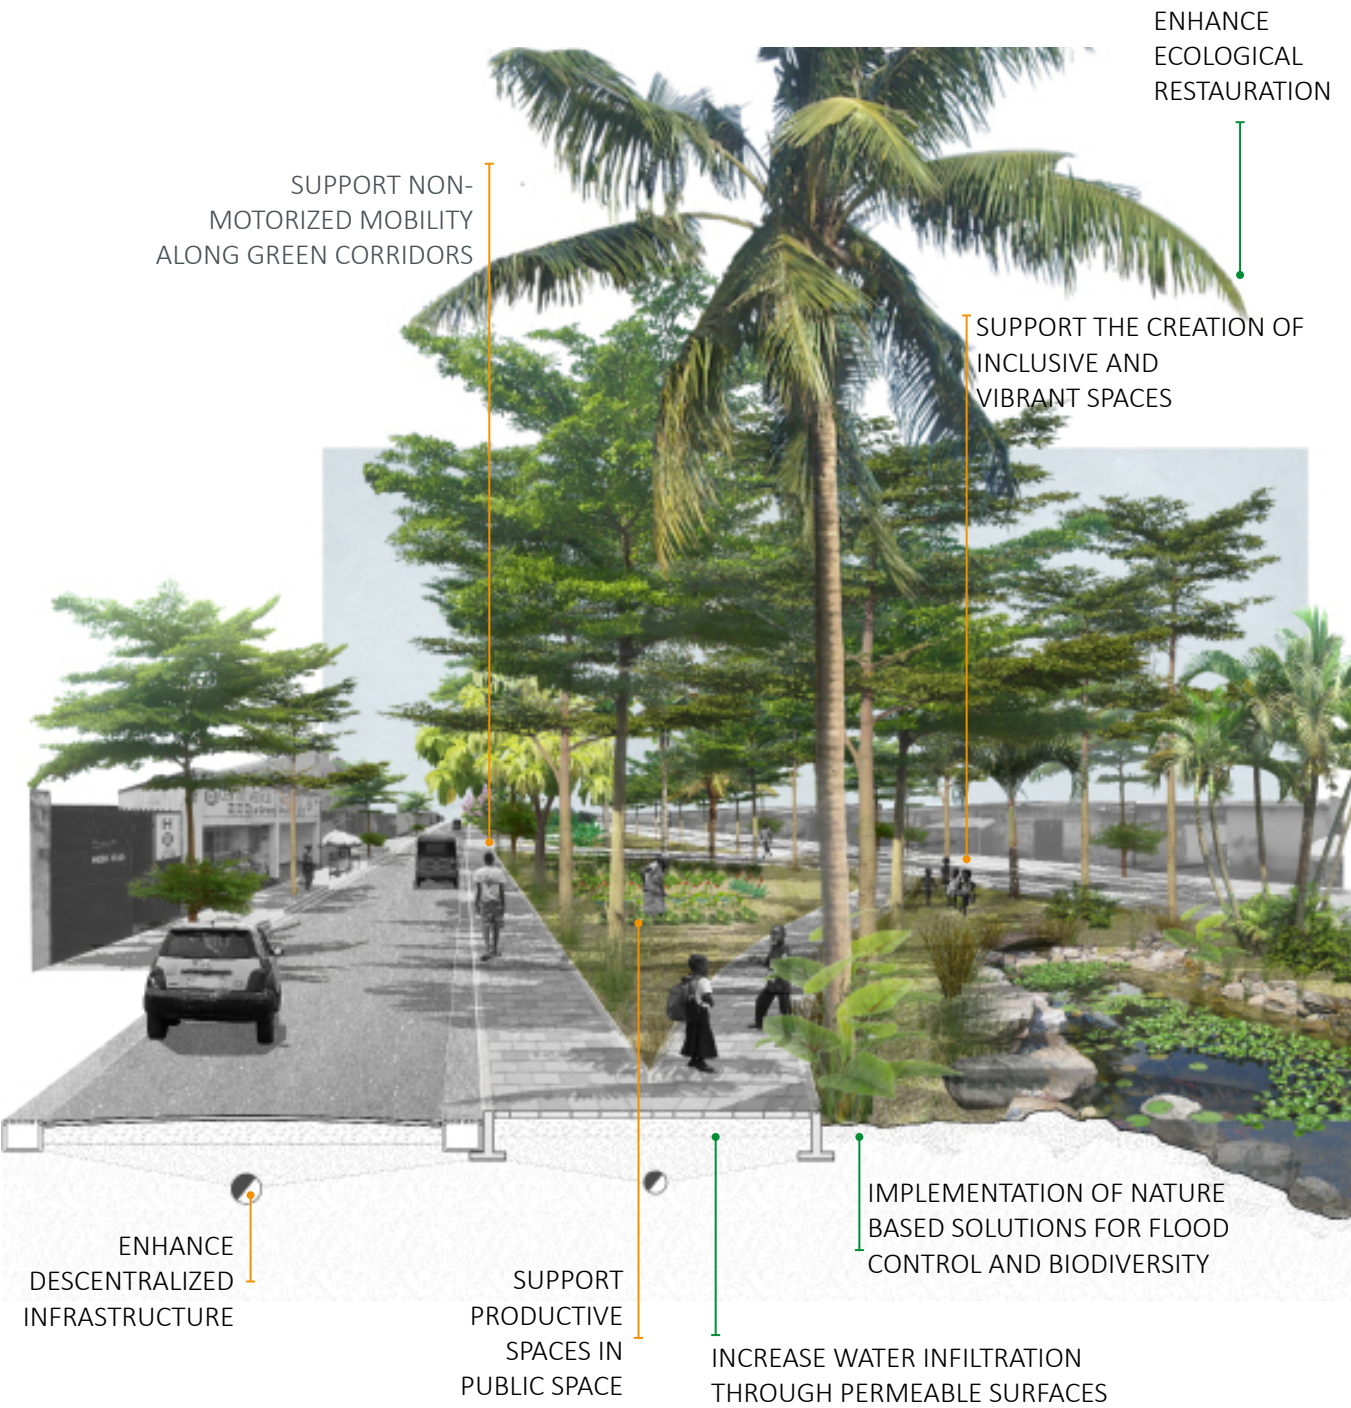 ENHANCE
ECOLOGICAL
RESTAURATION
SUPPORT NON-
MOTORIZED MOBILITY
ALONG GREEN CORRIDORS
SUPPORT THE CREATION OF
INCLUSIVE AND
VIBRANT SPACES
H
IMPLEMENTATION OF NATURE
BASED SOLUTIONS FOR FLOOD
CONTROL AND BIODIVERSITY
ENHANCE
DESCENTRALIZED
INFRASTRUCTURE
SUPPORT
PRODUCTIVE
SPACES IN
PUBLIC SPACE
INCREASE WATER INFILTRATION
THROUGH PERMEABLE SURFACES